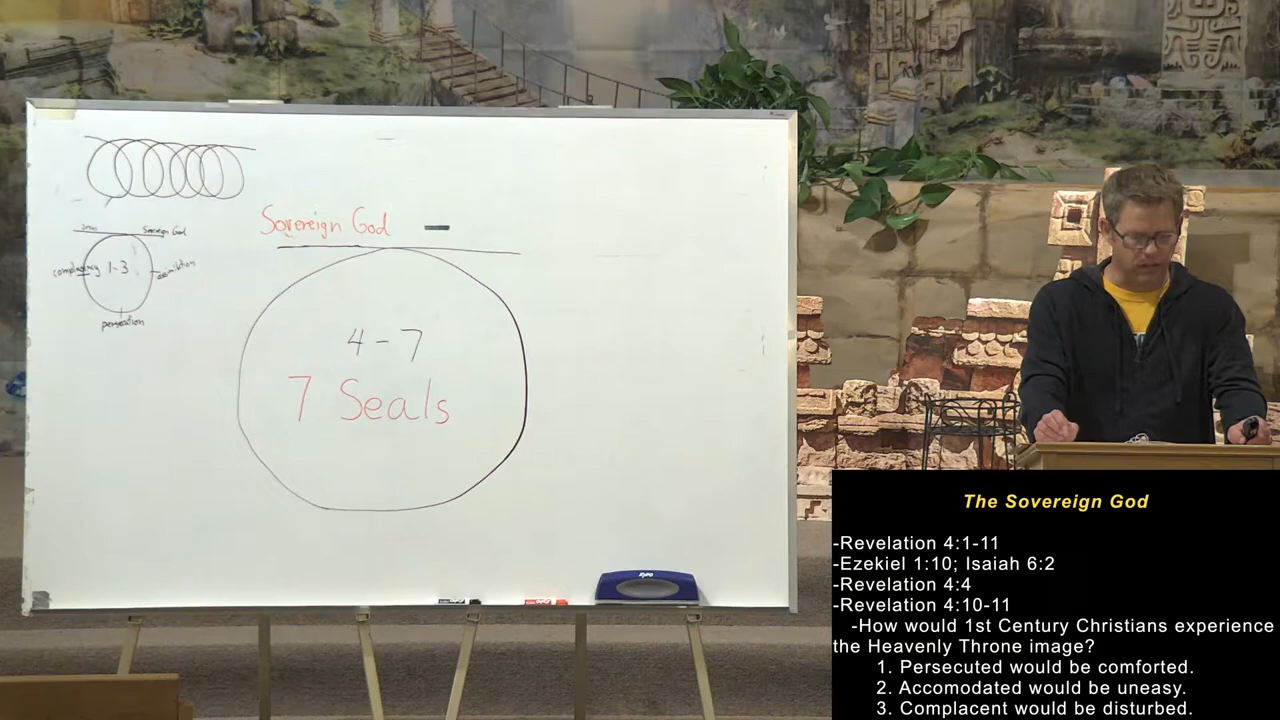 Sovereign God -
4-7
7 Seals
Sovereign God
complacency 1-3
persecution
EXPO
The Sovereign God
-Revelation 4:1-11
-Ezekiel 1:10; Isaiah 6:2
-Revelation 4:4
-Revelation 4:10-11
-How would 1st Century Christians experience
the Heavenly Throne image?
1. Persecuted would be comforted.
2. Accomodated would be uneasy.
3. Complacent would be disturbed.